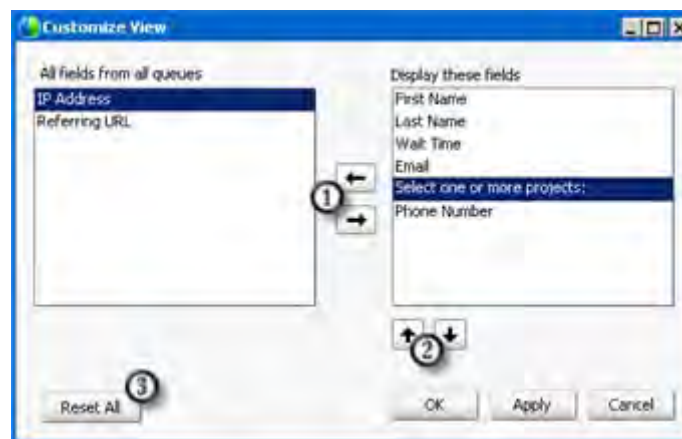 Customize View
All fields from all queues
IP Address
Referring URL
Display these fields
First Name
Last Name
Wait Time
Email
Select one or more projects:
Phone Number
1
2
3
Reset All
OK
Apply
Cancel